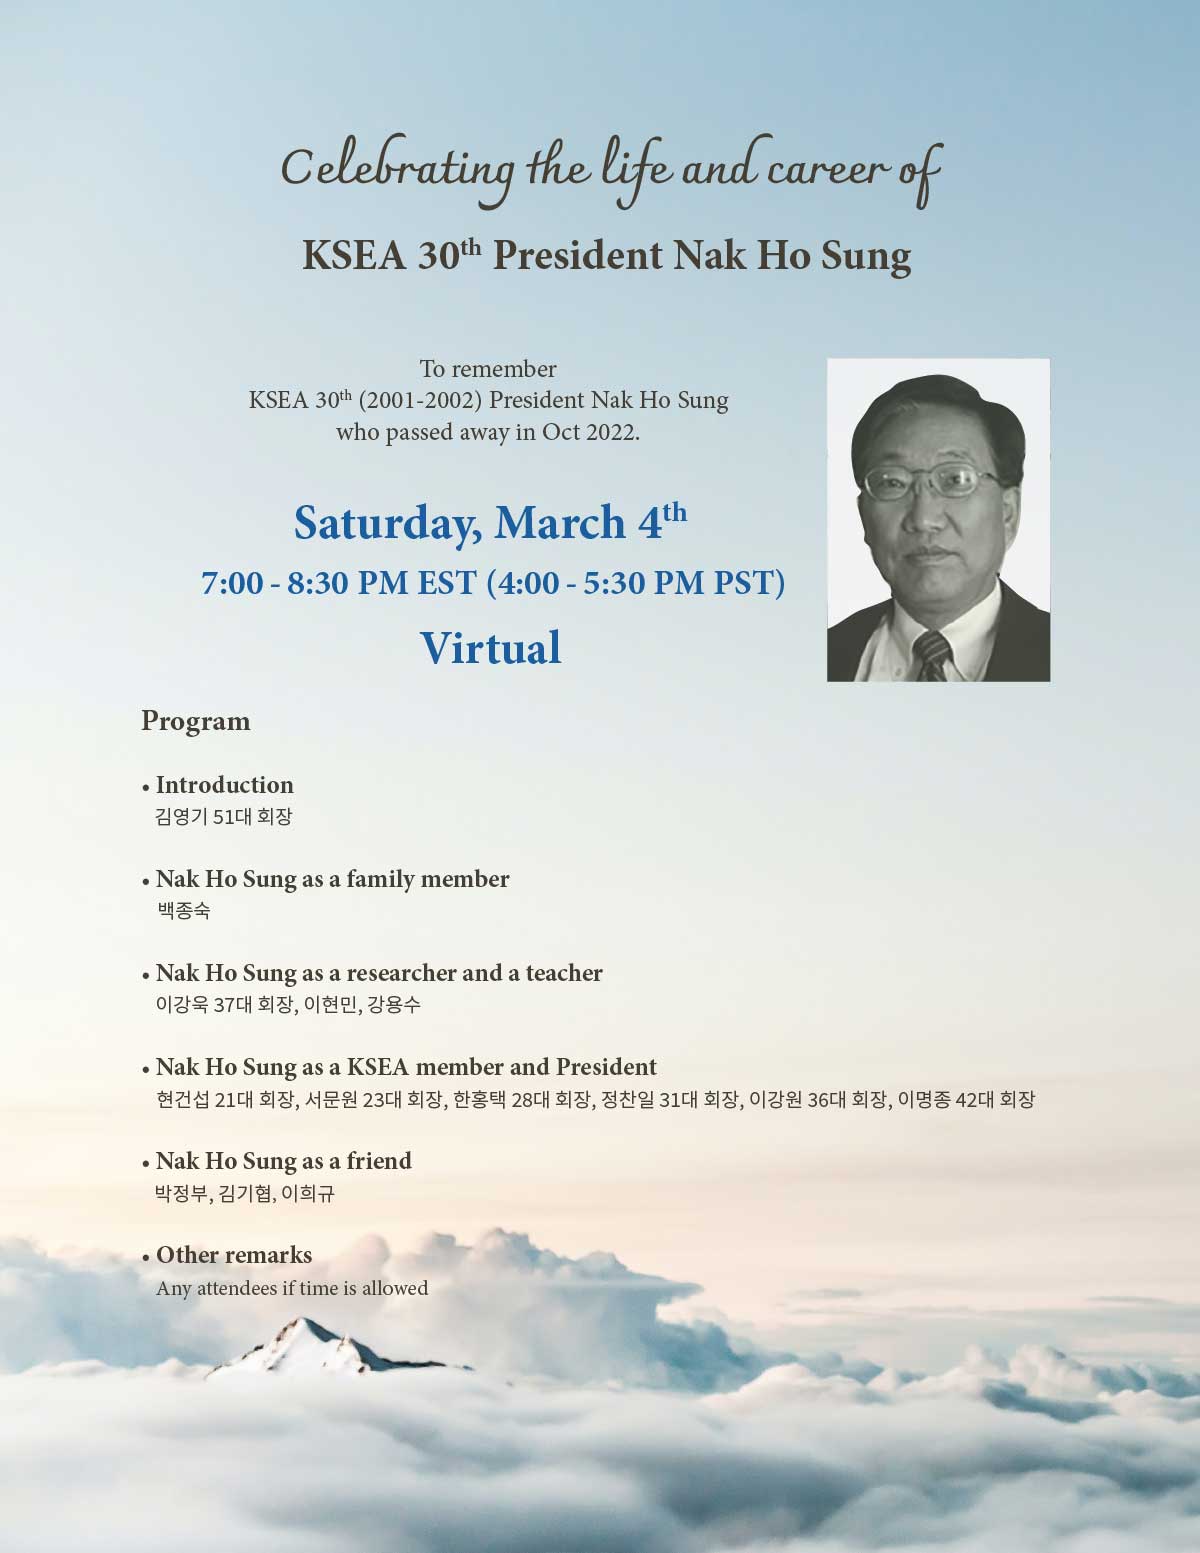 Celebrating the life and career of
KSEA 30th President Nak Ho Sung
To remember
KSEA 30th (2001-2002) President Nak Ho Sung
who passed away in Oct 2022.
Saturday, March 4th
7:00 - 8:30 PM EST (4:00 - 5:30 PM PST)
Virtual
Program
• Introduction
김영기 51대 회장
• Nak Ho Sung as a family member
백종숙
• Nak Ho Sung as a researcher and a teacher
이강욱 37대 회장, 이현민, 강용수
• Nak Ho Sung as a KSEA member and President
현건섭 21대 회장, 서문원 23대 회장, 한홍택 28대 회장, 정찬일 31대 회장, 이강원 36대 회장, 이명종 42대 회장
• Nak Ho Sung as a friend
박정부, 김기협, 이희규
• Other remarks
Any attendees if time is allowed